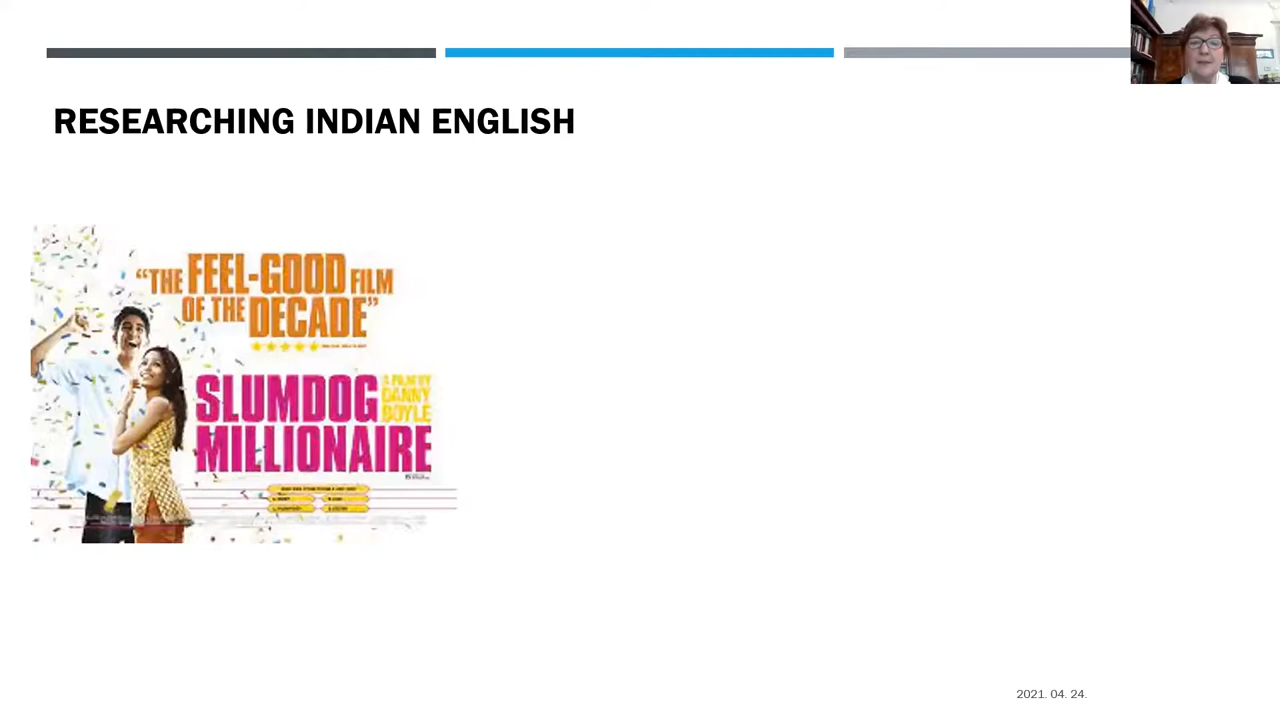 RESEARCHING INDIAN ENGLISH
“THE FEEL-GOOD FILM
OF THE DECADE”
SLUMDOG
MILLIONAIRE
A FILM BY
DANNY
BOYLE
2021. 04. 24.